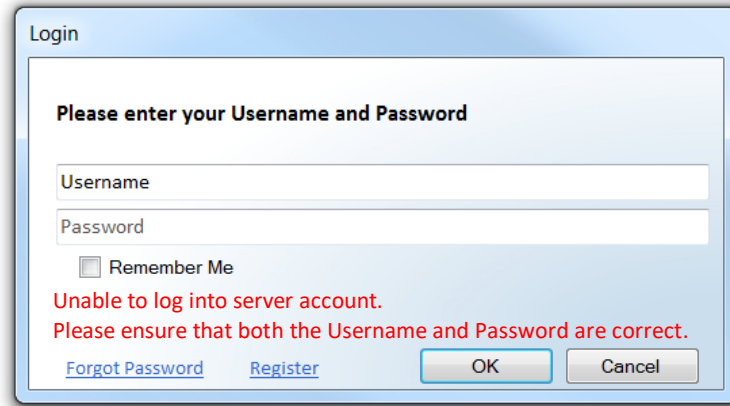 Login
Please enter your Username and Password
Username
Password
Remember Me
Unable to log into server account.
Please ensure that both the Username and Password are correct.
Forgot Password Register OK Cancel